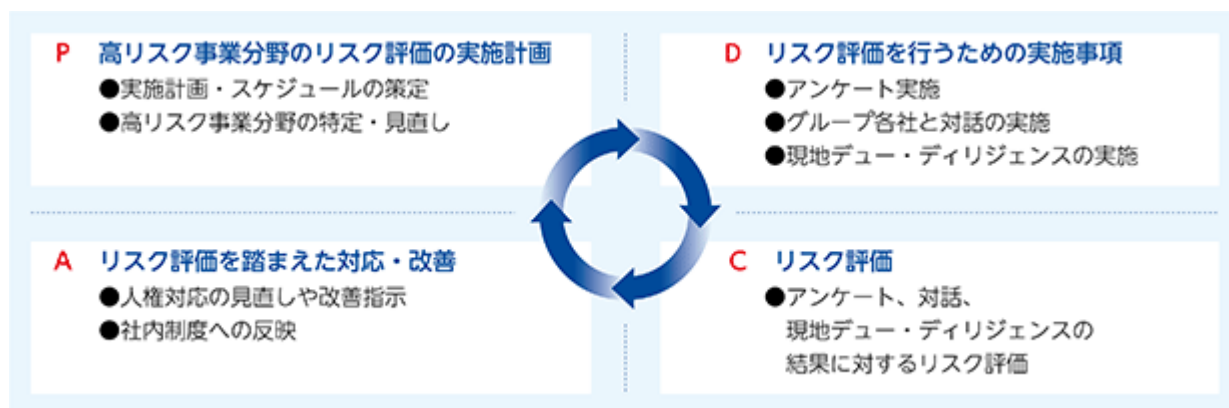 P 高リスク事業分野のリスク評価の実施計画
●実施計画・スケジュールの策定
●高リスク事業分野の特定・見直し
D リスク評価を行うための実施事項
●アンケート実施
●グループ各社と対話の実施
●現地デュー・ディリジェンスの実施
A リスク評価を踏まえた対応・改善
●人権対応の見直しや改善指示
●社内制度への反映
C リスク評価
●アンケート、対話、
現地デュー・ディリジェンスの
結果に対するリスク評価